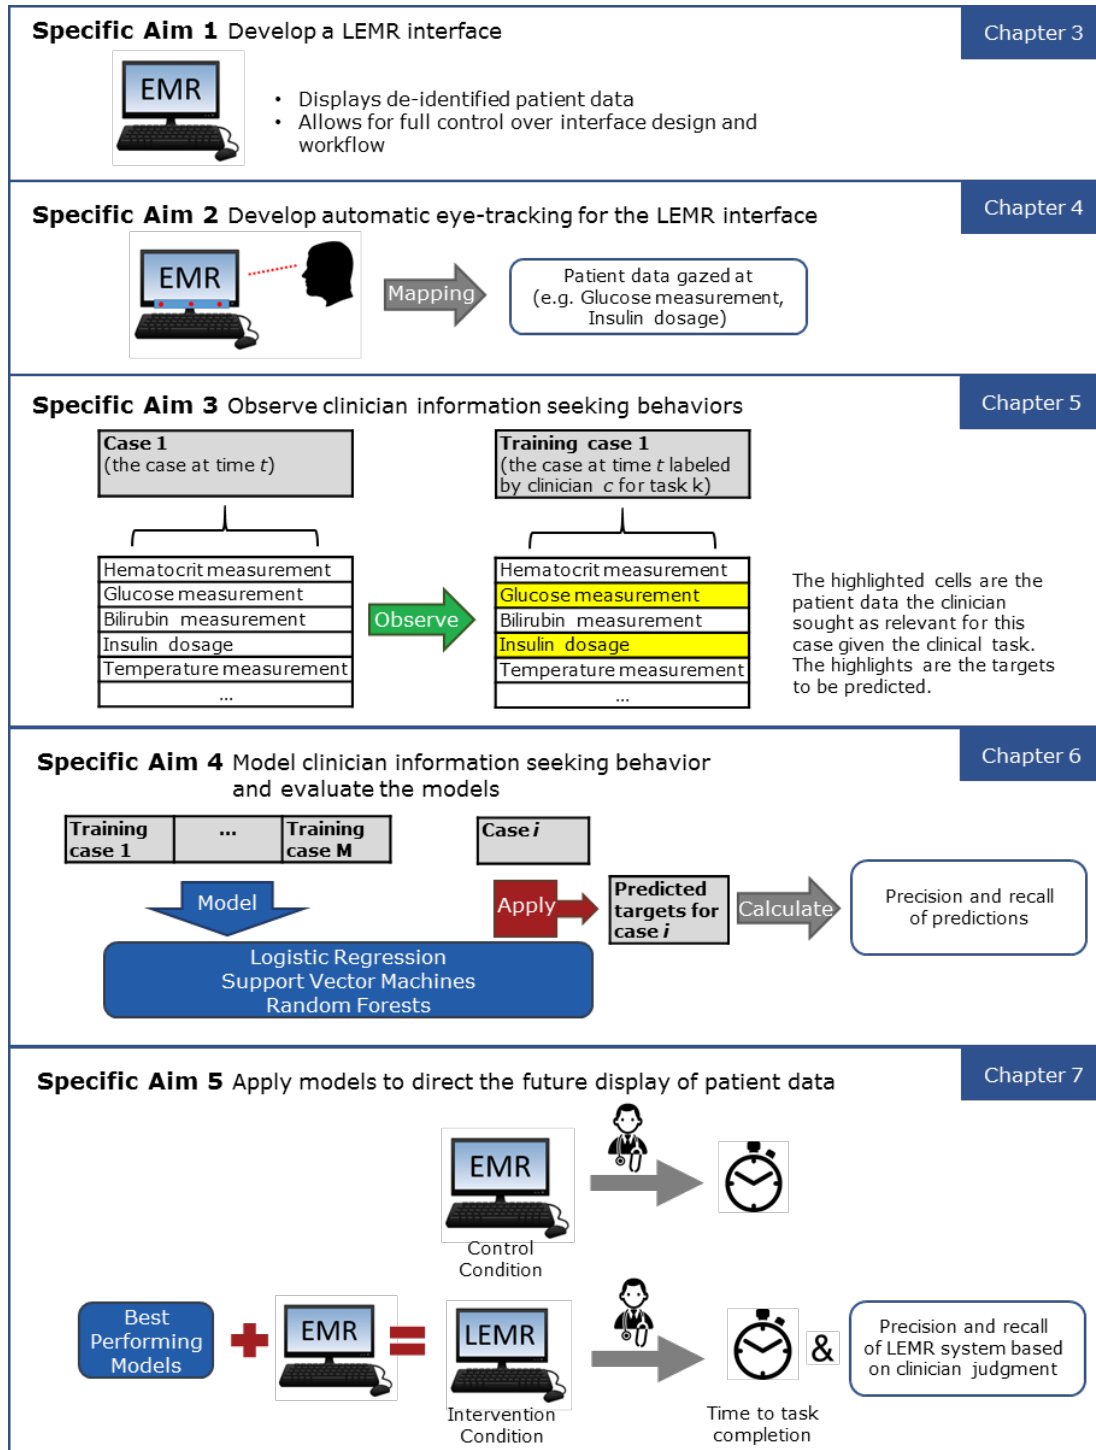 Specific Aim 1 Develop a LEMR interface
Chapter 3
EMR
• Displays de-identified patient data
• Allows for full control over interface design and
workflow
Specific Aim 2 Develop automatic eye-tracking for the LEMR interface
Chapter 4
EMR
Mapping
Patient data gazed at
(e.g. Glucose measurement,
Insulin dosage)
Specific Aim 3 Observe clinician information seeking behaviors
Chapter 5
Case 1
(the case at time t)
Training case 1
(the case at time t labeled
by clinician c for task k)
Hematocrit measurement
Glucose measurement
Bilirubin measurement
Insulin dosage
Temperature measurement
...
Observe
Hematocrit measurement
Glucose measurement
Bilirubin measurement
Insulin dosage
Temperature measurement
...
The highlighted cells are the
patient data the clinician
sought as relevant for this
case given the clinical task.
The highlights are the targets
to be predicted.
Specific Aim 4 Model clinician information seeking behavior
and evaluate the models
Chapter 6
Training
case 1
...
Training
case M
Case i
Model
Apply
Predicted
targets for
case i
Calculate
Precision and recall
of predictions
Logistic Regression
Support Vector Machines
Random Forests
Specific Aim 5 Apply models to direct the future display of patient data
Chapter 7
EMR
Control
Condition
Best
Performing
Models
EMR
LEMR
Intervention
Condition
Time to task
completion
&
Precision and recall
of LEMR system based
on clinician judgment